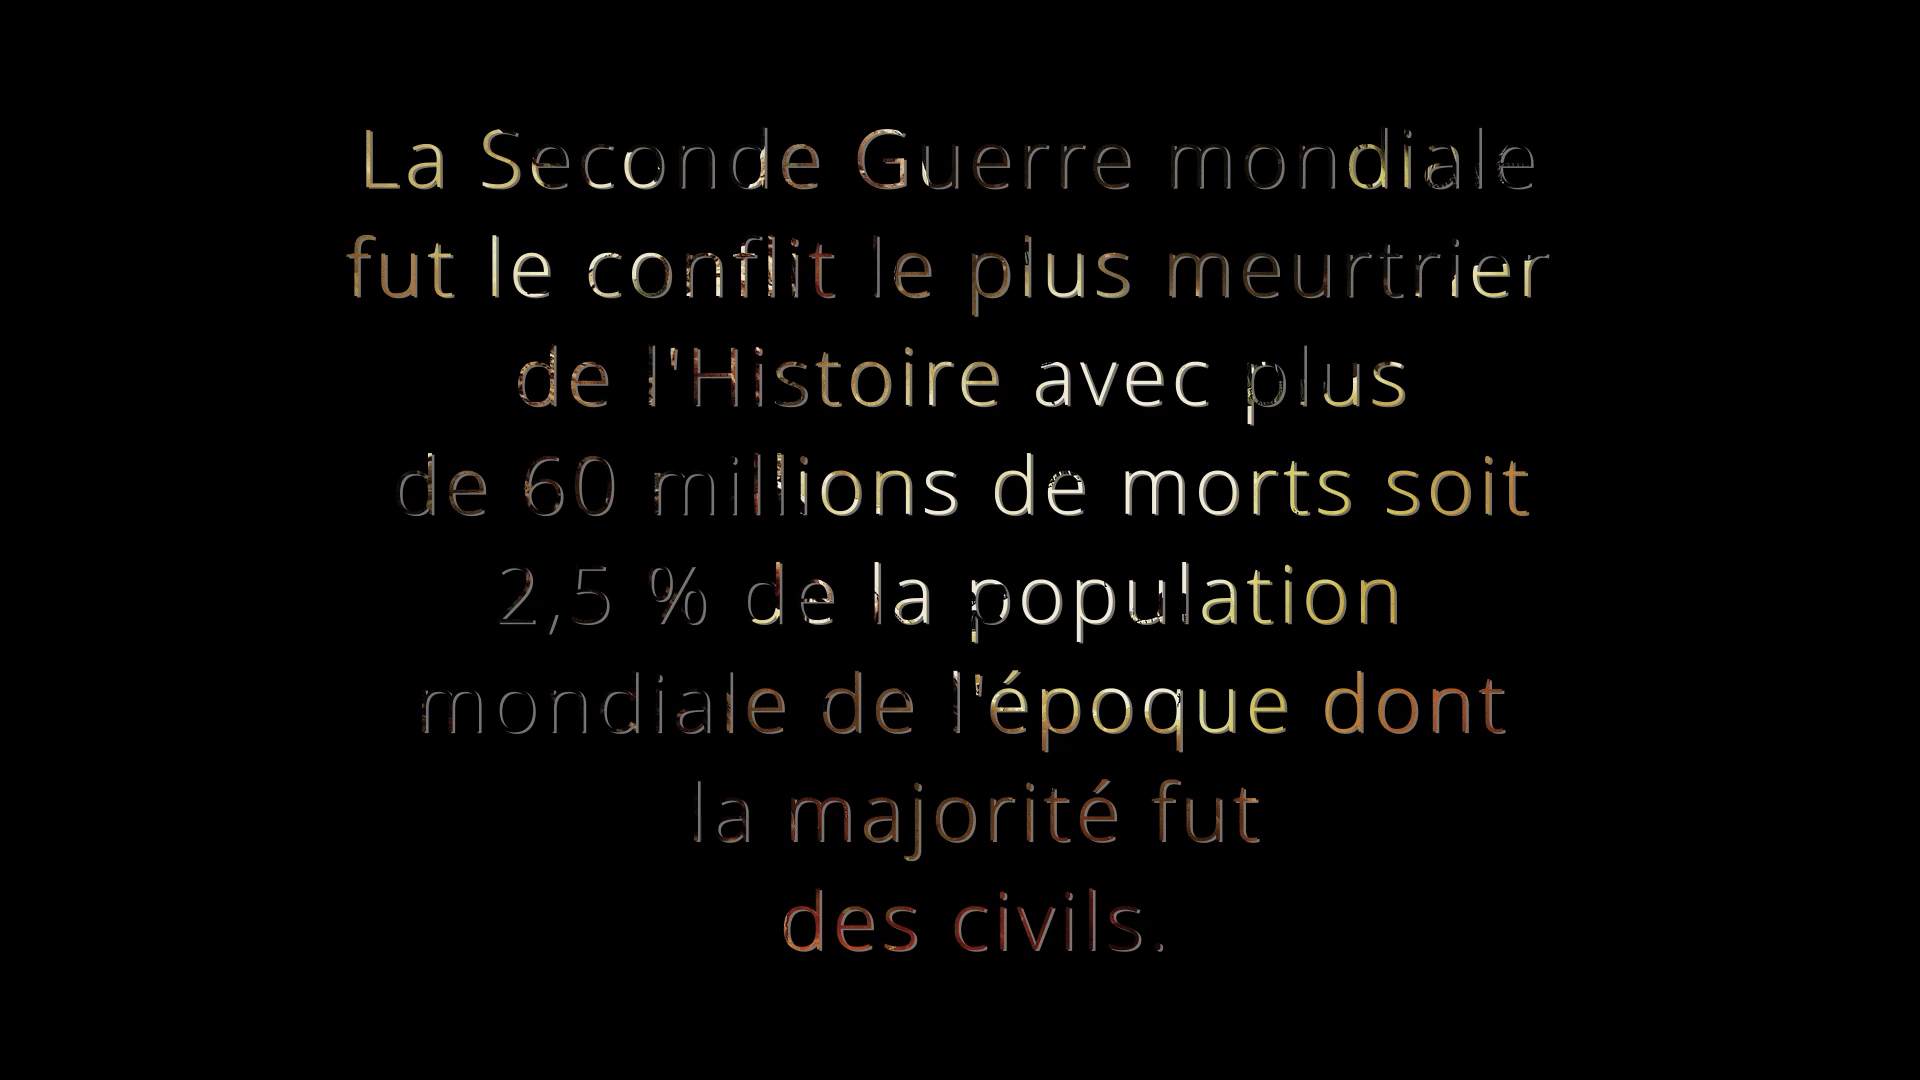 La Seconde Guerre mondiale
fut le conflit le plus meurtrier
de l'Histoire avec plus
de 60 millions de morts soit
2,5 % de la population
mondiale de l'époque dont
la majorité fut
des civils.